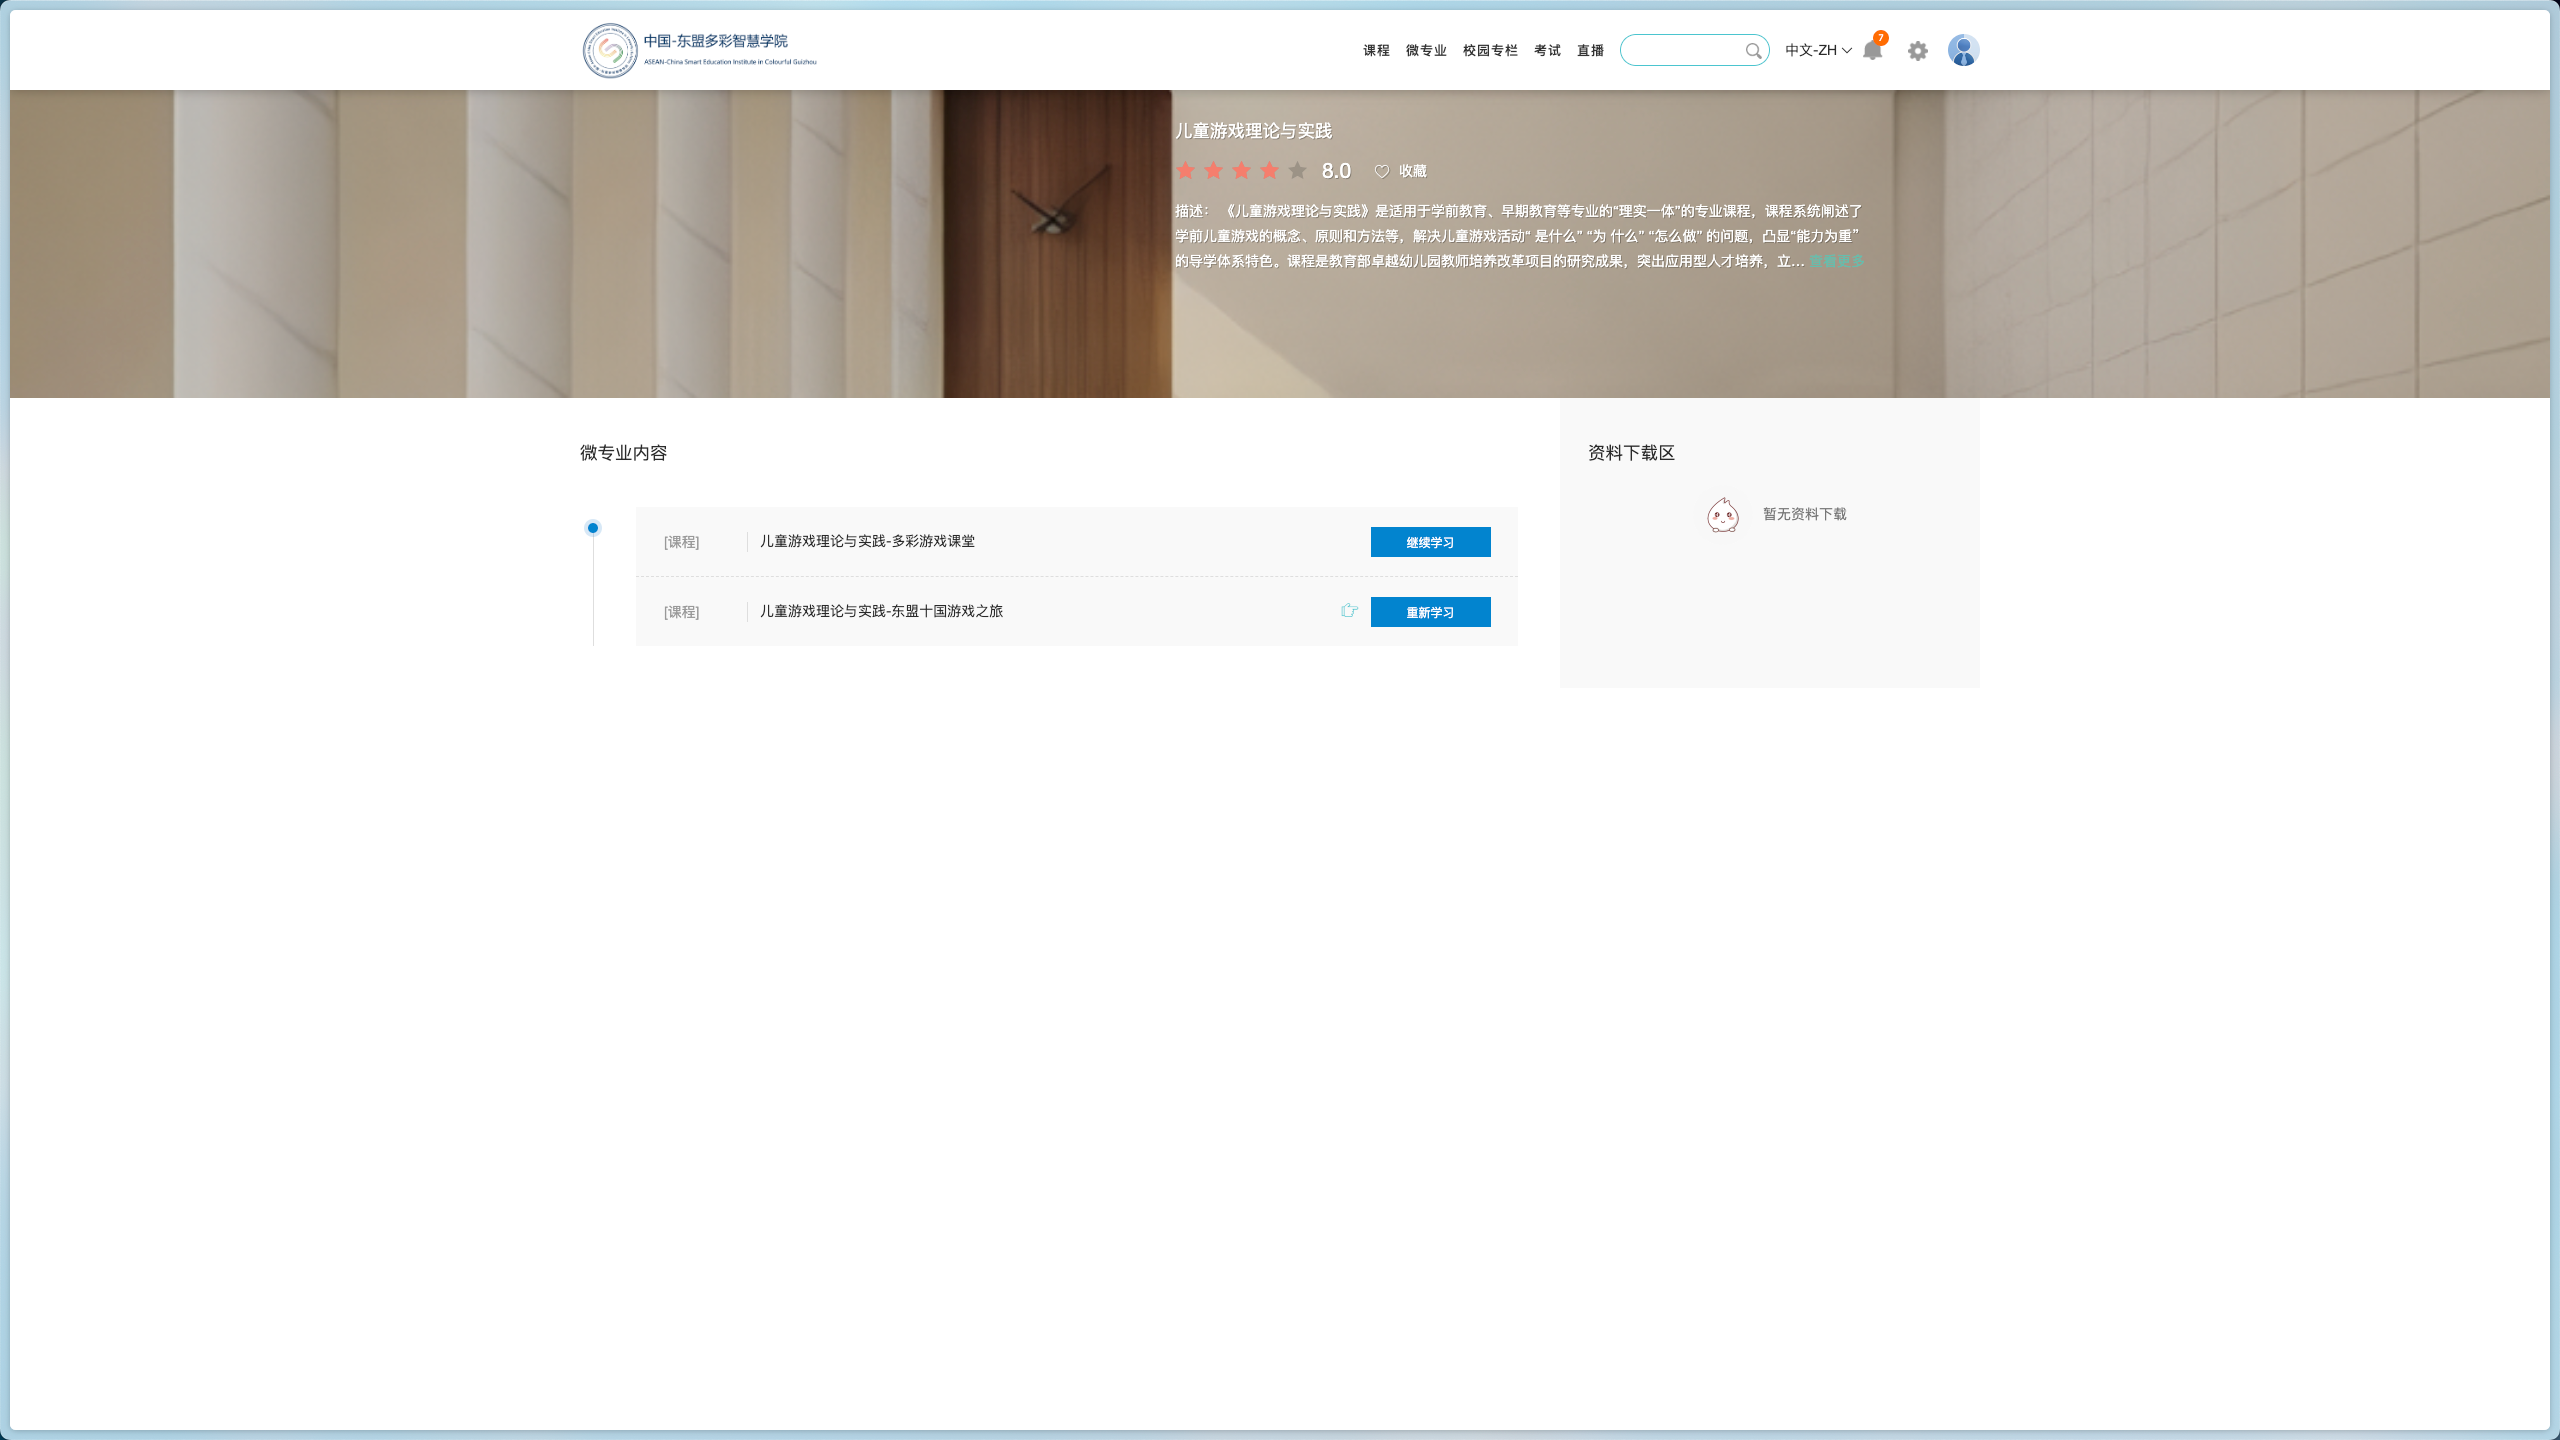 中国-东盟多彩智慧学院
ASEAN-China Smart Education Institute in Colourful Guizhou
课程 微专业 校园专栏 考试 直播 中文-ZH 7
儿童游戏理论与实践
8.0 收藏
描述： 《儿童游戏理论与实践》是适用于学前教育、早期教育等专业的“理实一体”的专业课程，课程系统阐述了
学前儿童游戏的概念、原则和方法等，解决儿童游戏活动“ 是什么” “为 什么” “怎么做” 的问题，凸显“能力为重”
的导学体系特色。课程是教育部卓越幼儿园教师培养改革项目的研究成果，突出应用型人才培养，立... 查看更多
微专业内容
[课程] 儿童游戏理论与实践-多彩游戏课堂 继续学习
[课程] 儿童游戏理论与实践-东盟十国游戏之旅 重新学习
资料下载区
暂无资料下载